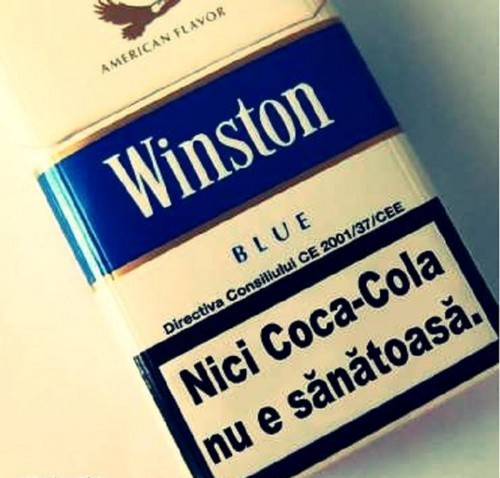 AMERICAN FLAVOR
Winston
BLUE
Directiva Consiliului CE 2001/37/CEE
Nici Coca-Cola
nu e sănătoasă.